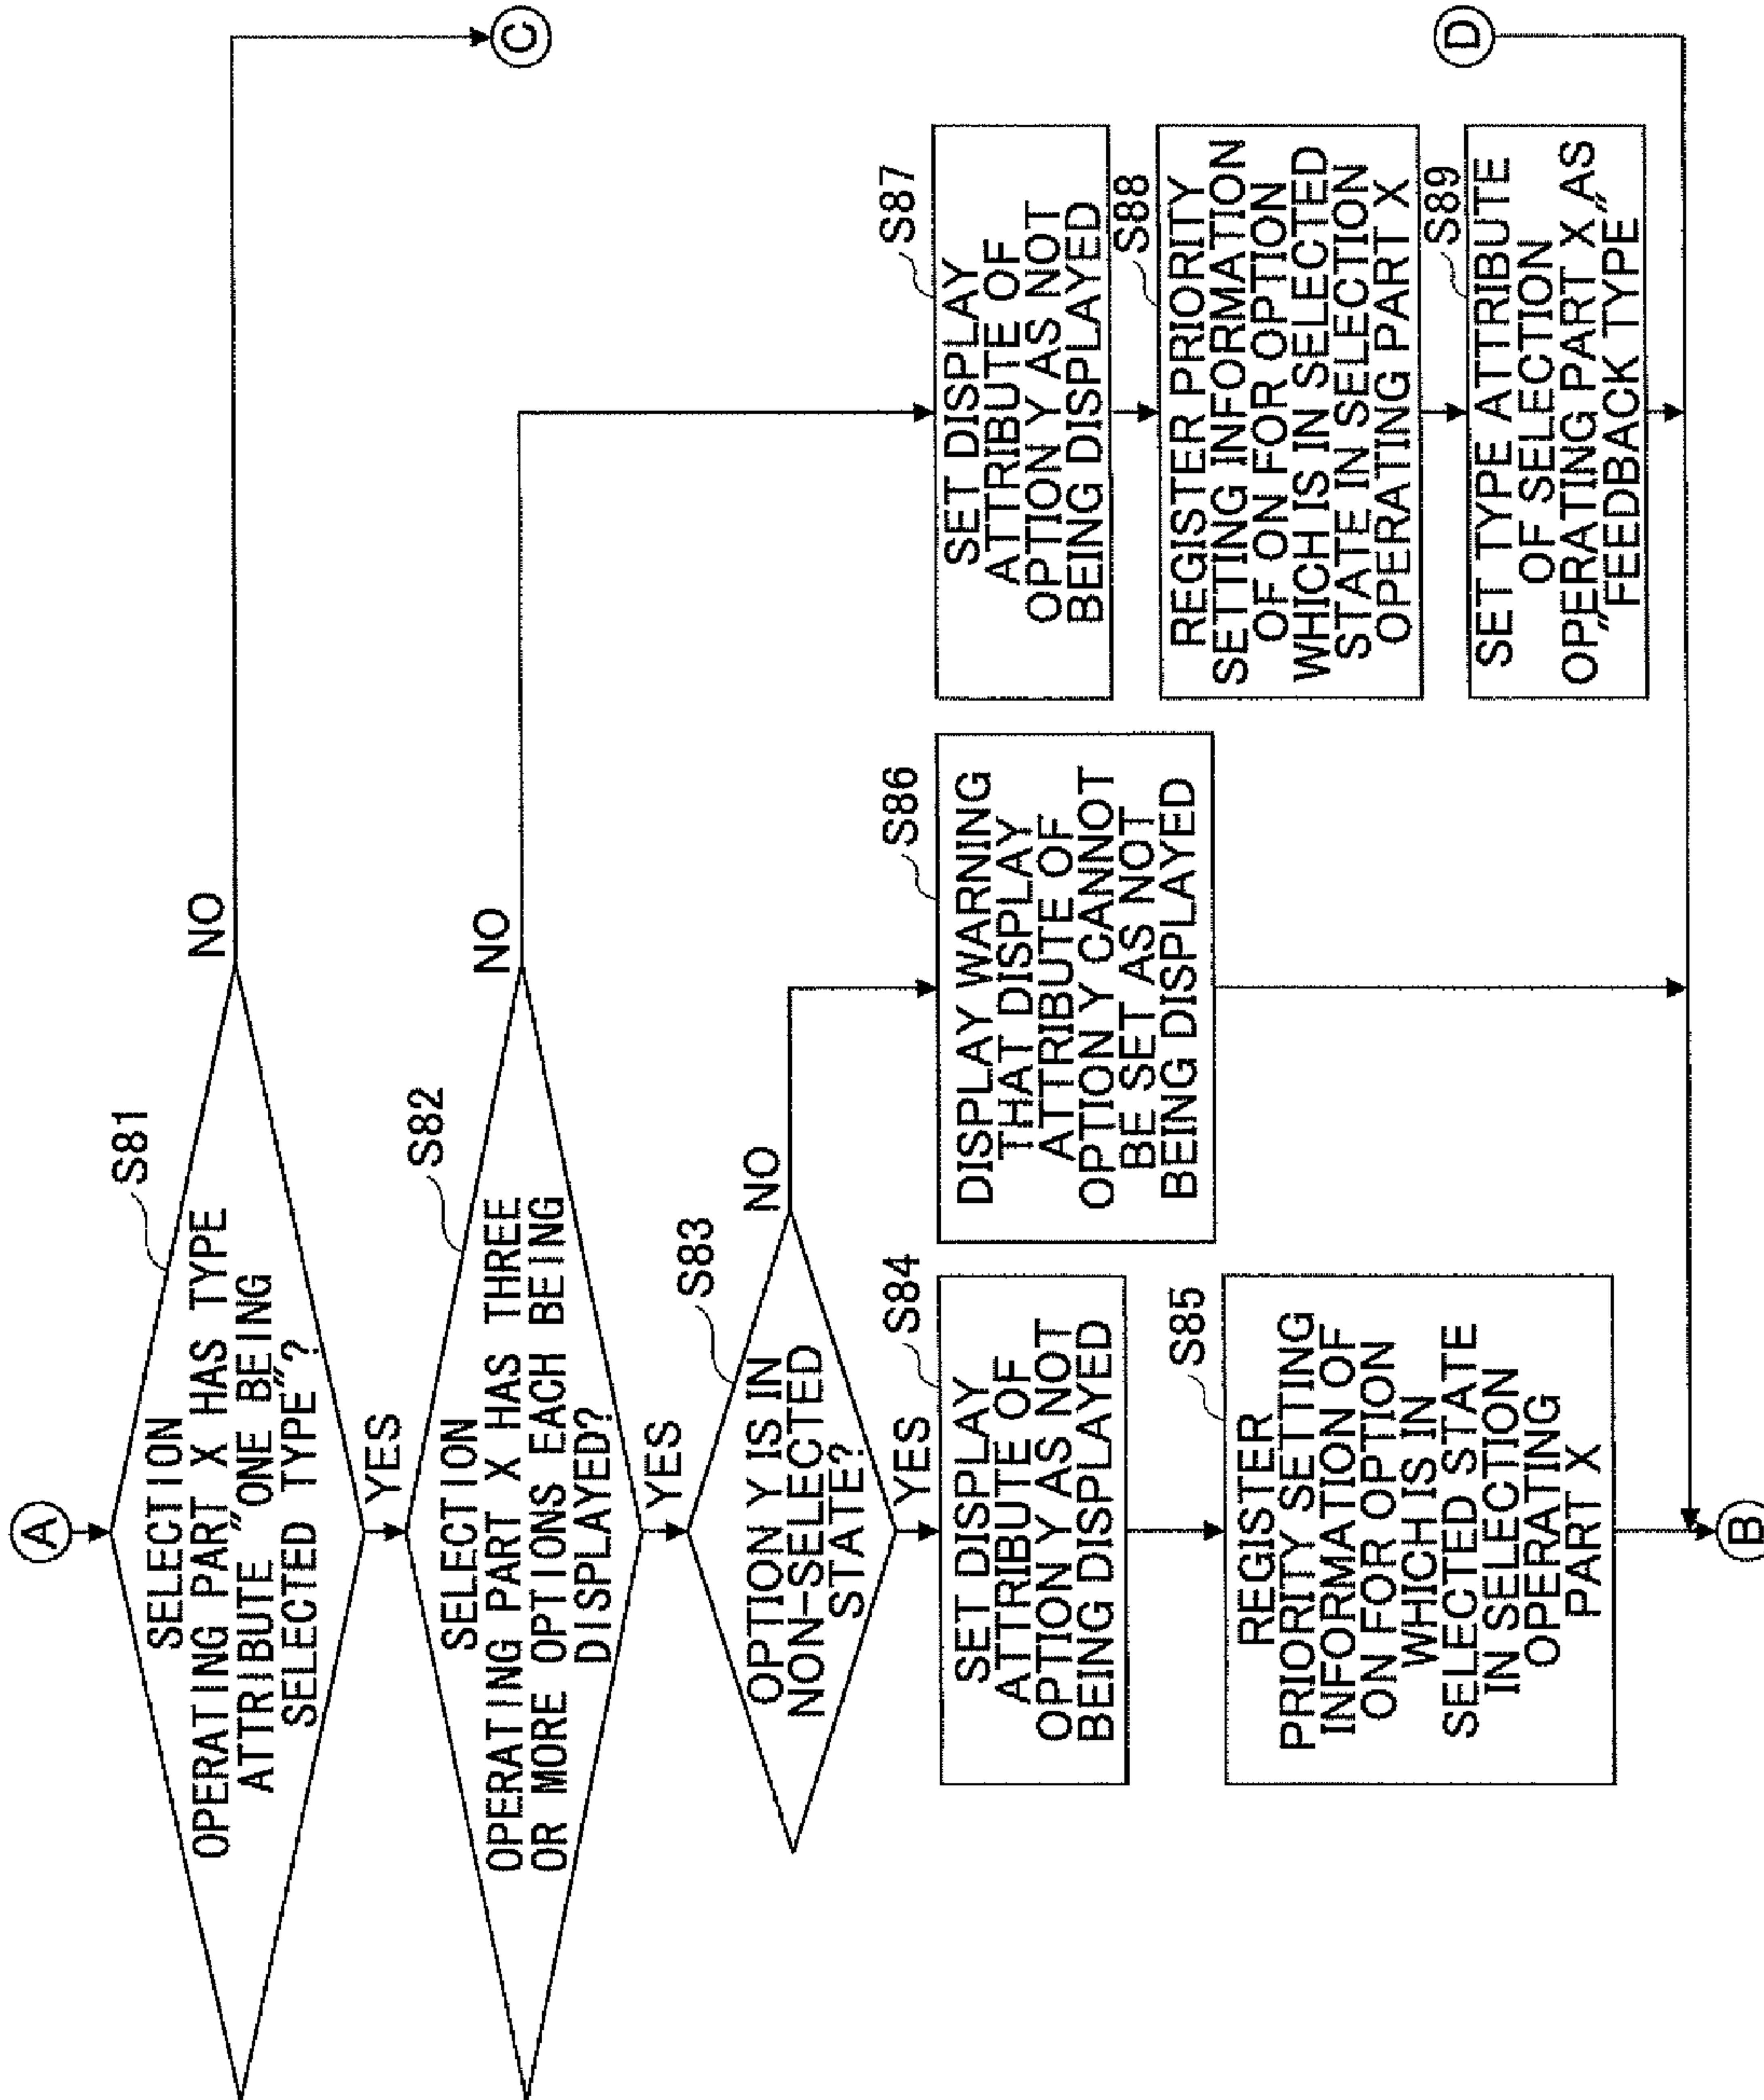 A
S81
SELECTION
OPERATING PART X HAS TYPE
ATTRIBUTE "ONE BEING
SELECTED TYPE"?
NO
C
YES
S82
SELECTION
OPERATING PART X HAS THREE
OR MORE OPTIONS EACH BEING
DISPLAYED?
NO
YES
S83
OPTION Y IS IN
NON-SELECTED
STATE?
NO
YES
S84
SET DISPLAY
ATTRIBUTE OF
OPTION AS NOT
BEING DISPLAYED
S85
REGISTER
PRIORITY SETTING
INFORMATION OF
ON FOR OPTION
WHICH IS IN
SELECTED STATE
IN SELECTION
OPERATING
PART X
S86
DISPLAY WARNING
THAT DISPLAY
ATTRIBUTE OF
OPTION Y CANNOT
BE SET AS NOT
BEING DISPLAYED
S87
SET DISPLAY
ATTRIBUTE OF
OPTION Y AS NOT
BEING DISPLAYED
S88
REGISTER PRIORITY
SETTING INFORMATION
OF ON FOR OPTION
WHICH IS IN SELECTED
STATE IN SELECTION
OPERATING PART X
S89
SET TYPE ATTRIBUTE
OF SELECTION
OPERATING PART X AS
"FEEDBACK TYPE"
D
B